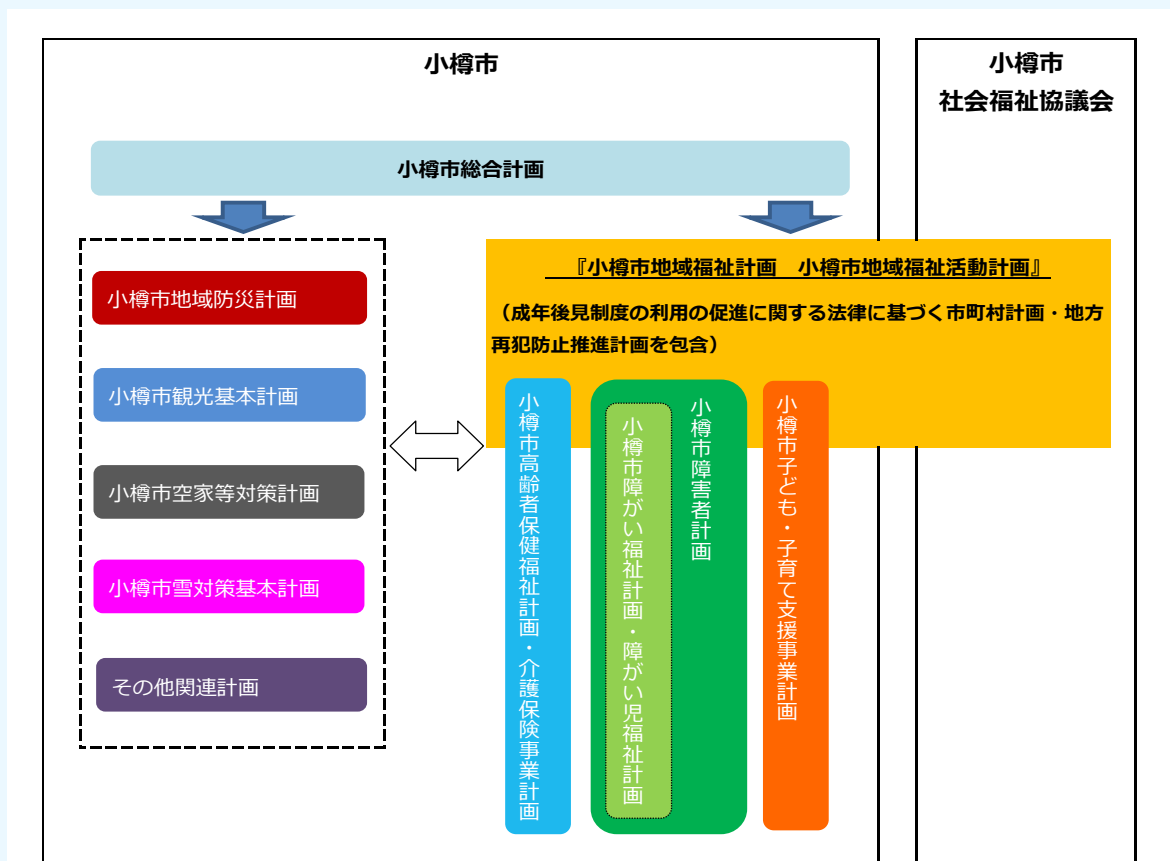 小樽市
小樽市
社会福祉協議会
小樽市総合計画
『小樽市地域福祉計画　小樽市地域福祉活動計画』
（成年後見制度の利用の促進に関する法律に基づく市町村計画・地方
再犯防止推進計画を包含）
小樽市地域防災計画
小樽市観光基本計画
小樽市空家等対策計画
小樽市雪対策基本計画
その他関連計画
小樽市高齢者保健福祉計画・介護保険事業計画
小樽市障がい福祉計画・障がい児福祉計画
小樽市障害者計画
小樽市子ども・子育て支援事業計画